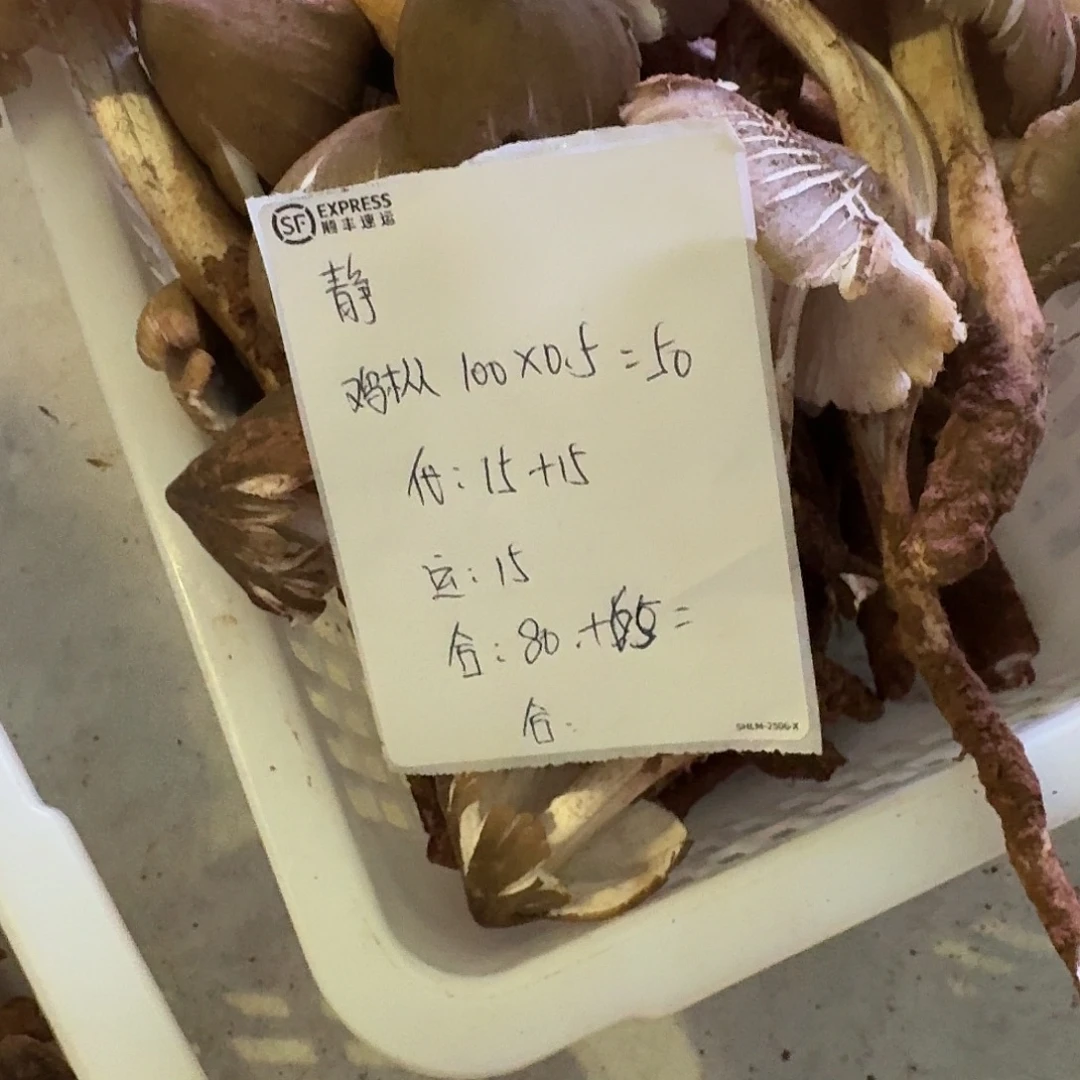 SF EXPRESS
顺丰速运
静
鸡枞 100×0.5=50
代:15+15
运:15
合:80+ =
合:
SHLM-2506-X